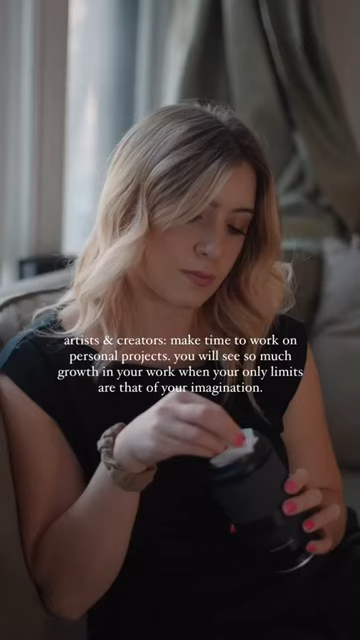 artists & creators: make time to work on
personal projects. you will see so much
growth in your work when your only limits
are that of your imagination.